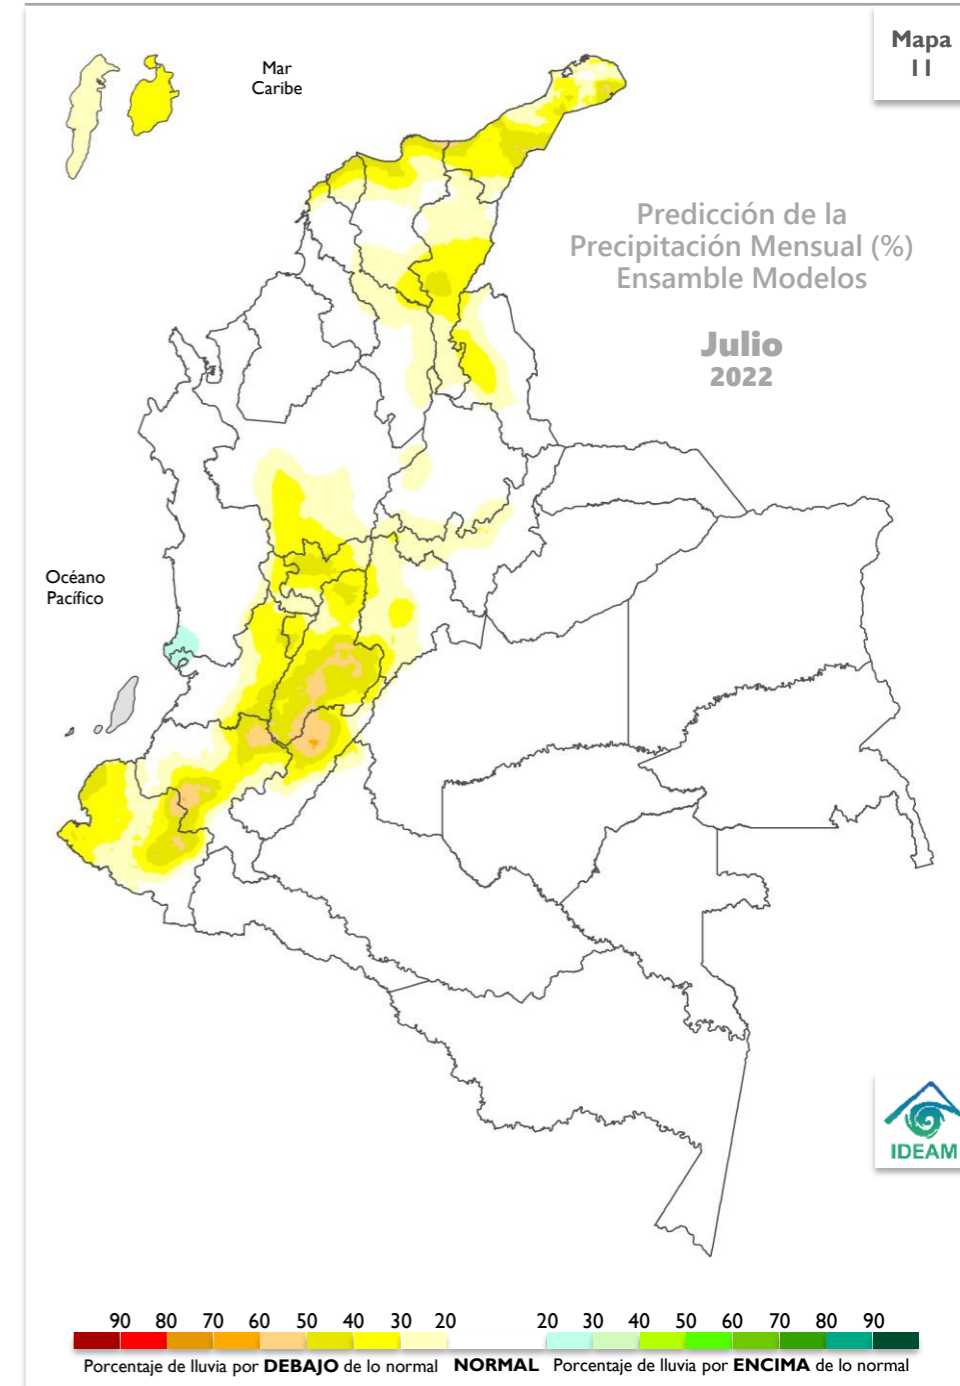 Mapa
11
Mar
Caribe
Predicción de la
Precipitación Mensual (%)
Ensamble Modelos
Julio
2022
Océano
Pacífico
IDEAM
90 80 70 60 50 40 30 20 20 30 40 50 60 70 80 90
Porcentaje de lluvia por DEBAJO de lo normal NORMAL Porcentaje de lluvia por ENCIMA de lo normal